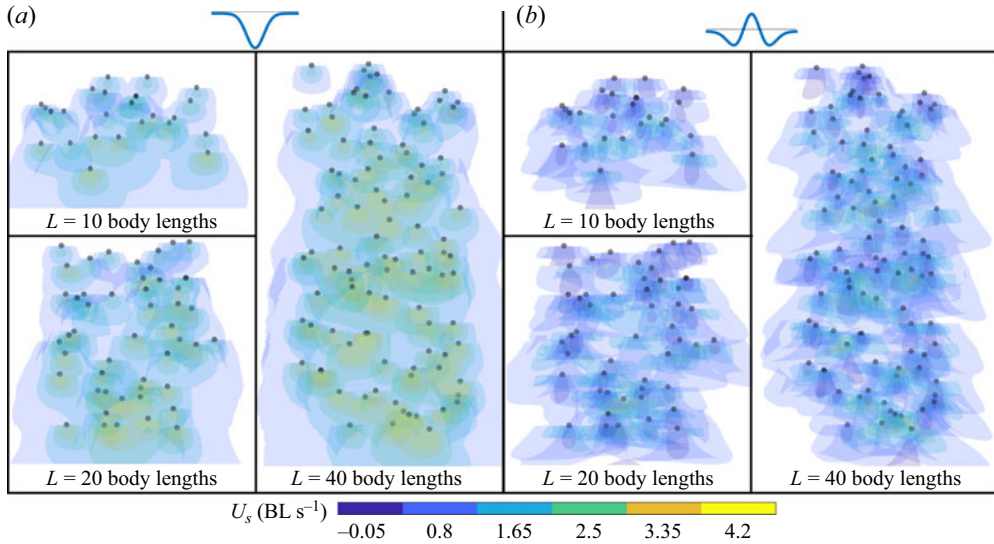 (a)
(b)
L = 10 body lengths
L = 10 body lengths
L = 20 body lengths
L = 40 body lengths
L = 20 body lengths
L = 40 body lengths
Us (BL s–1)
–0.05 0.8 1.65 2.5 3.35 4.2